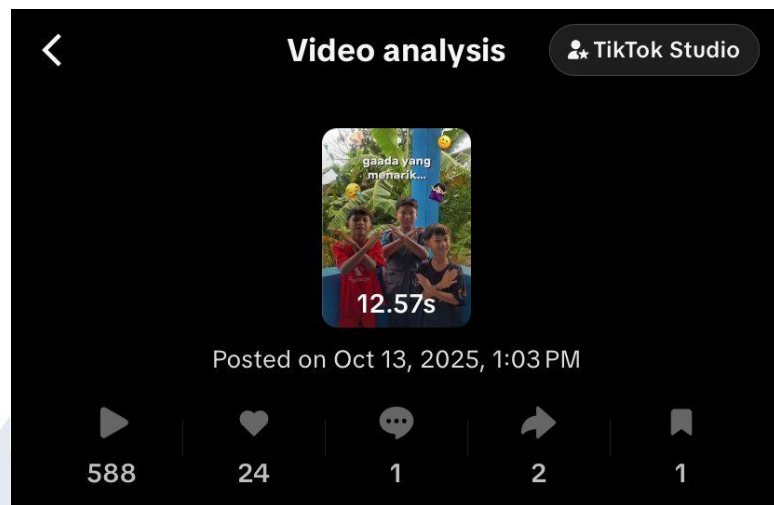 Video analysis
TikTok Studio
gaada yang
menarik...
12.57s
Posted on Oct 13, 2025, 1:03 PM
588
24
1
2
1